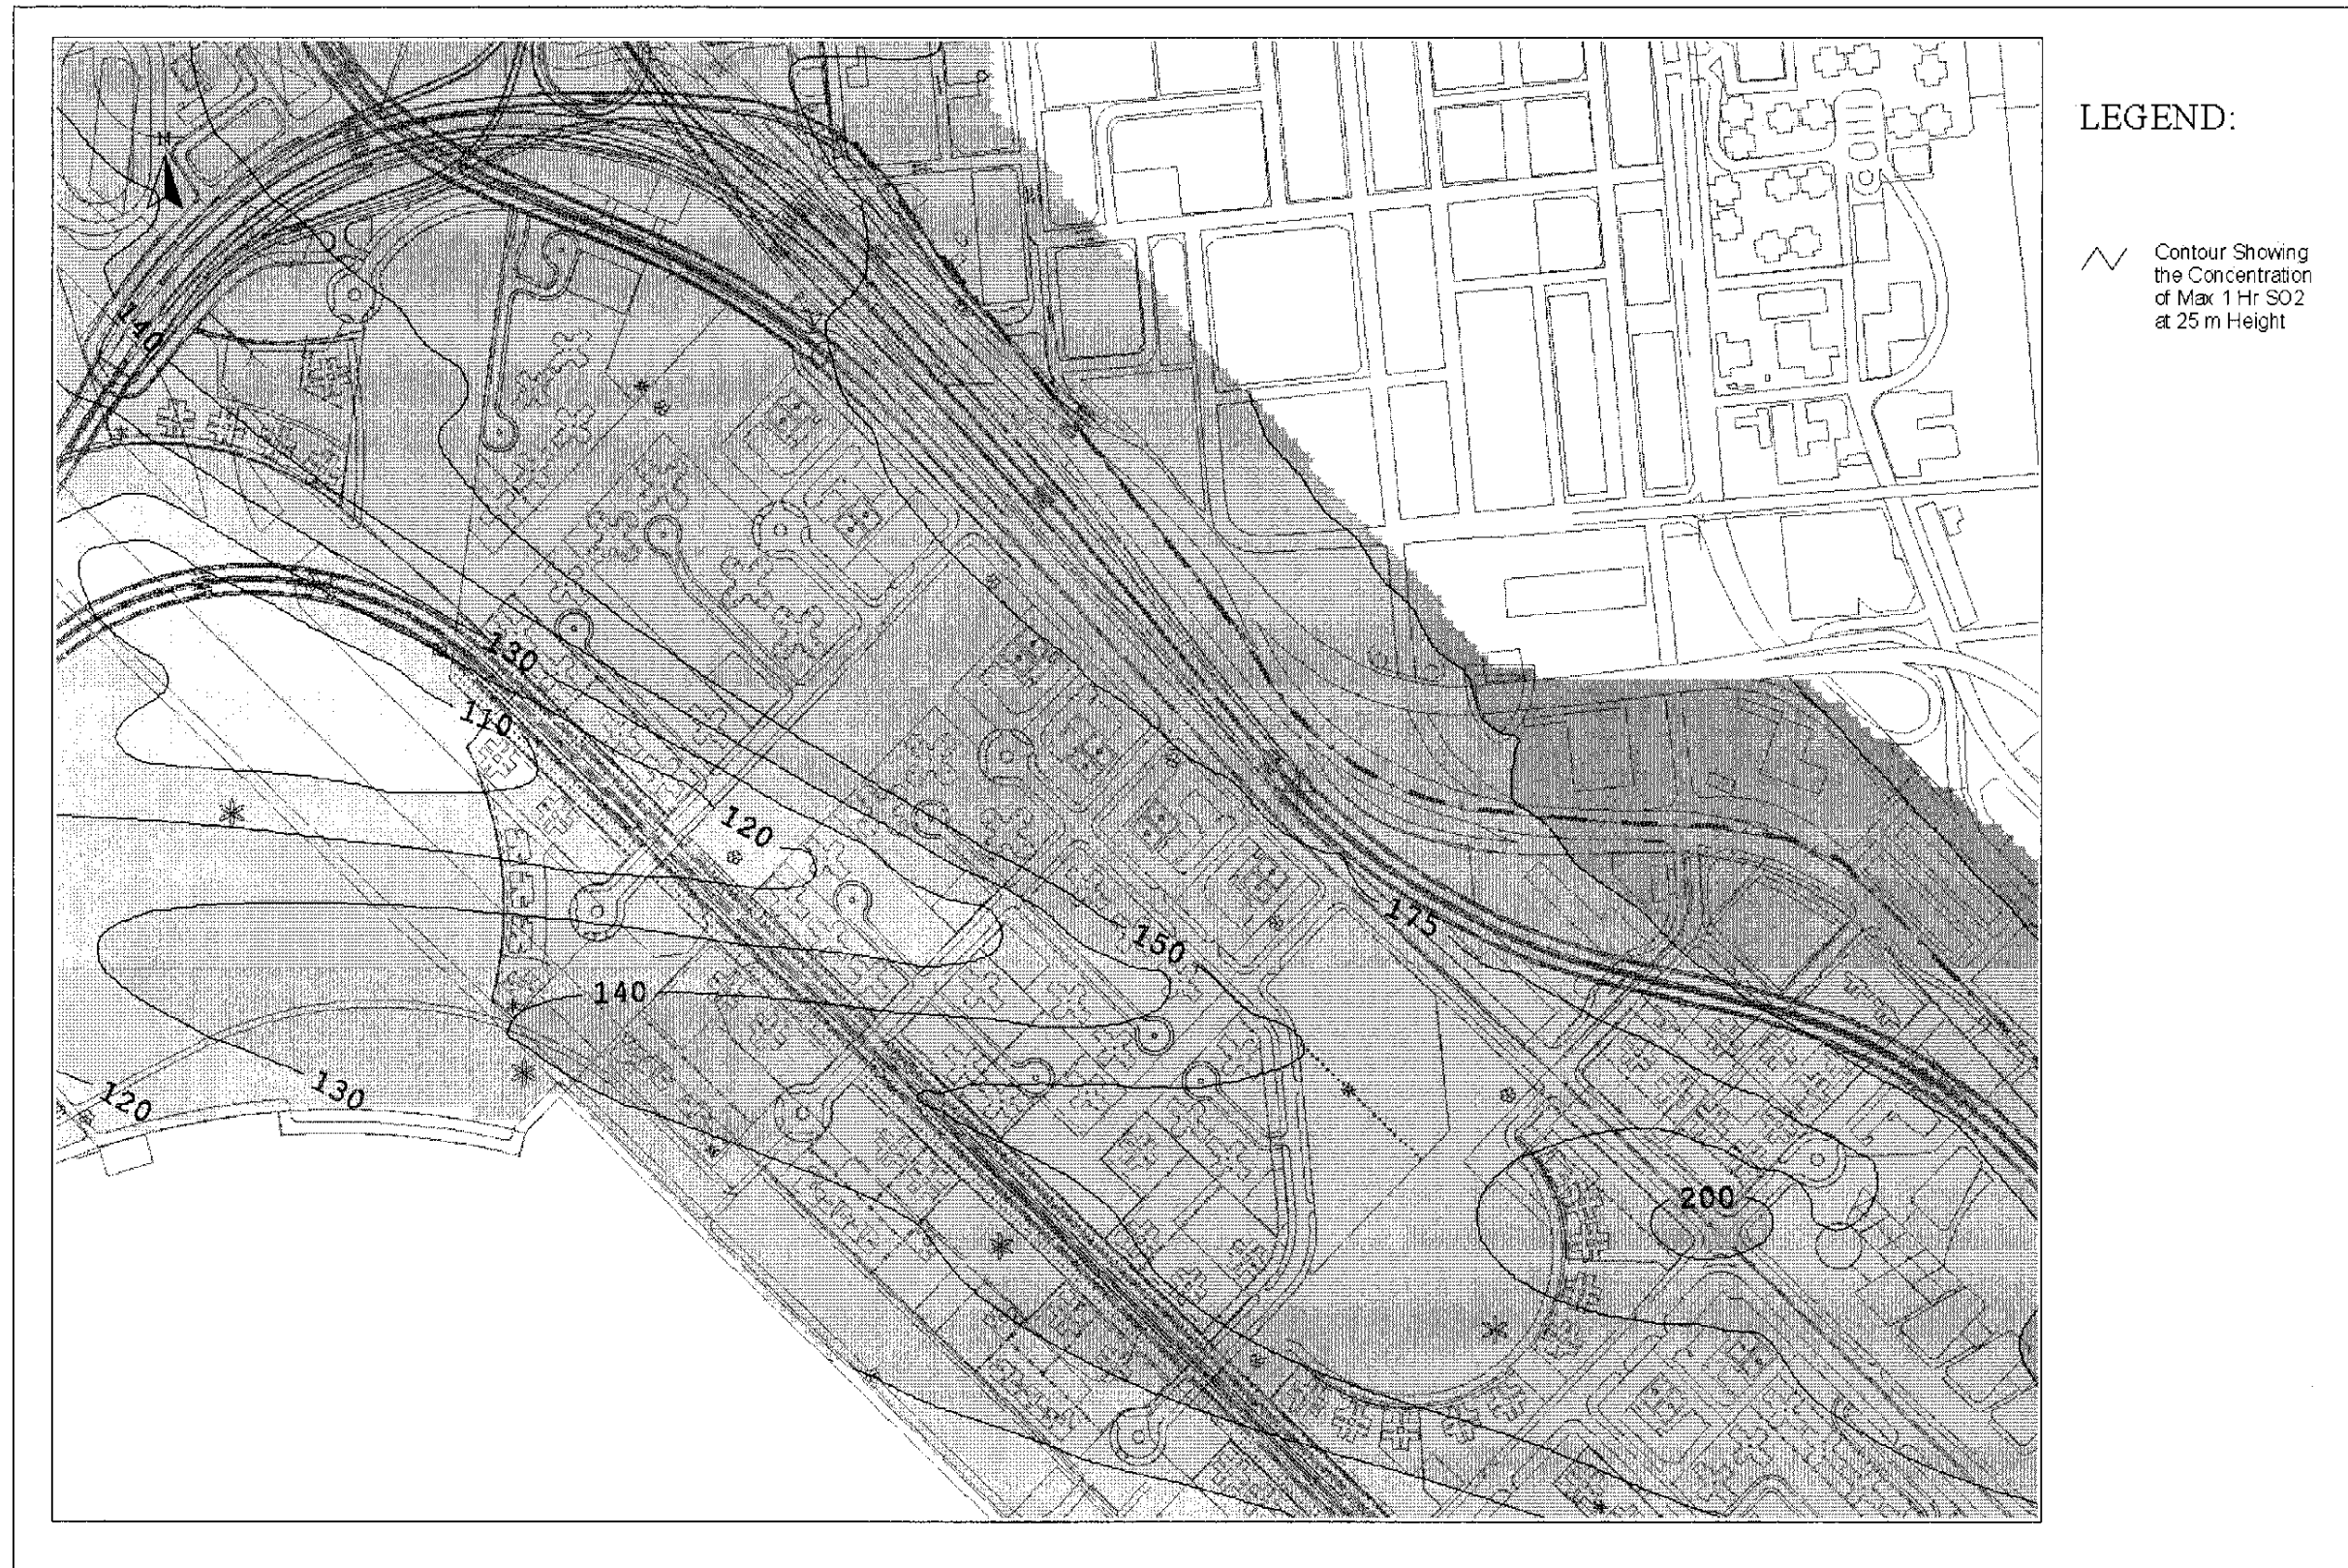 LEGEND:
Contour Showing
the Concentration
of Max 1 Hr SO2
at 25 m Height
N
140
130
110
120
150
175
140
130
120
200